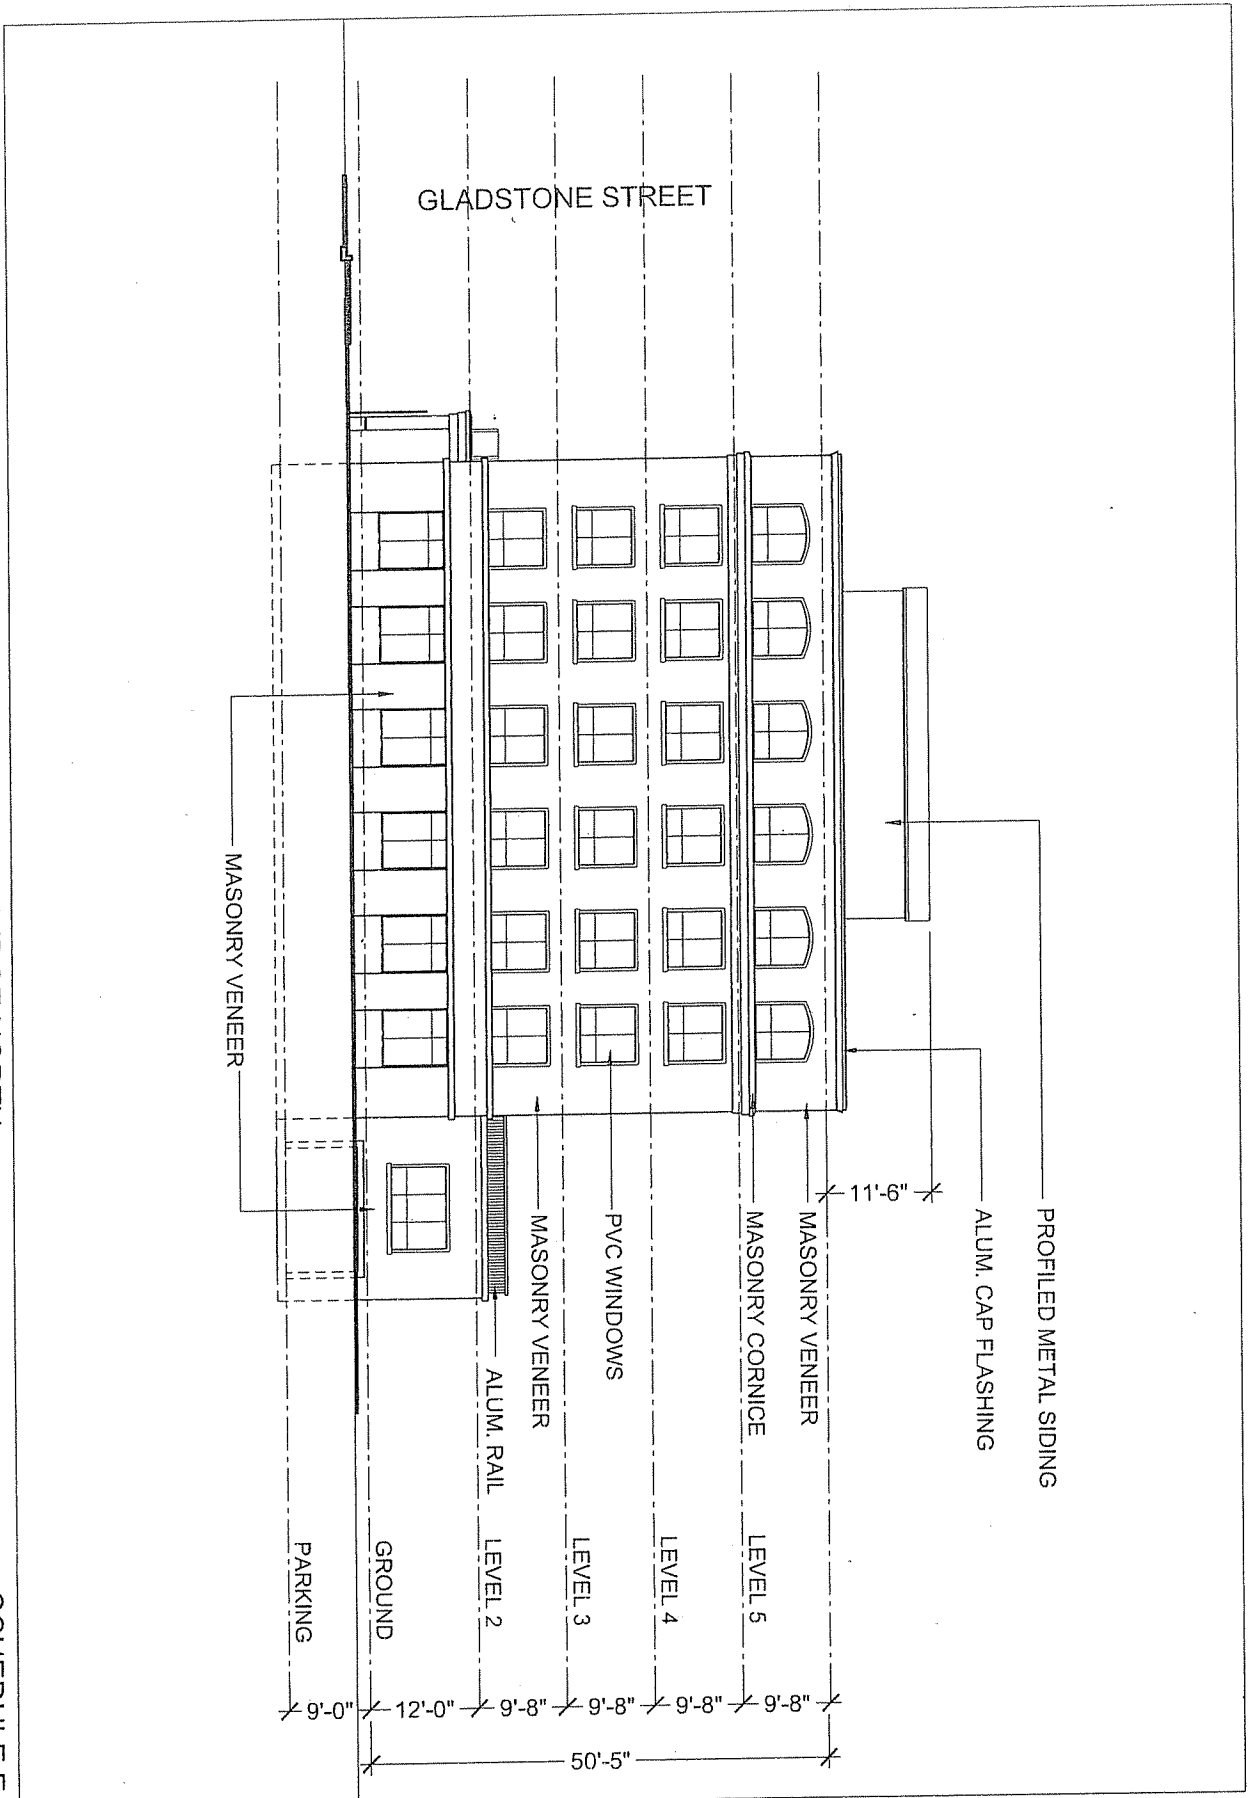 GLADSTONE STREET
PROFILED METAL SIDING
ALUM. CAP FLASHING
11'-6"
MASONRY VENEER
MASONRY CORNICE
PVC WINDOWS
MASONRY VENEER
ALUM. RAIL
MASONRY VENEER
LEVEL 5
LEVEL 4
LEVEL 3
LEVEL 2
GROUND
PARKING
9'-8"
9'-8"
9'-8"
9'-8"
12'-0"
9'-0"
50'-5"